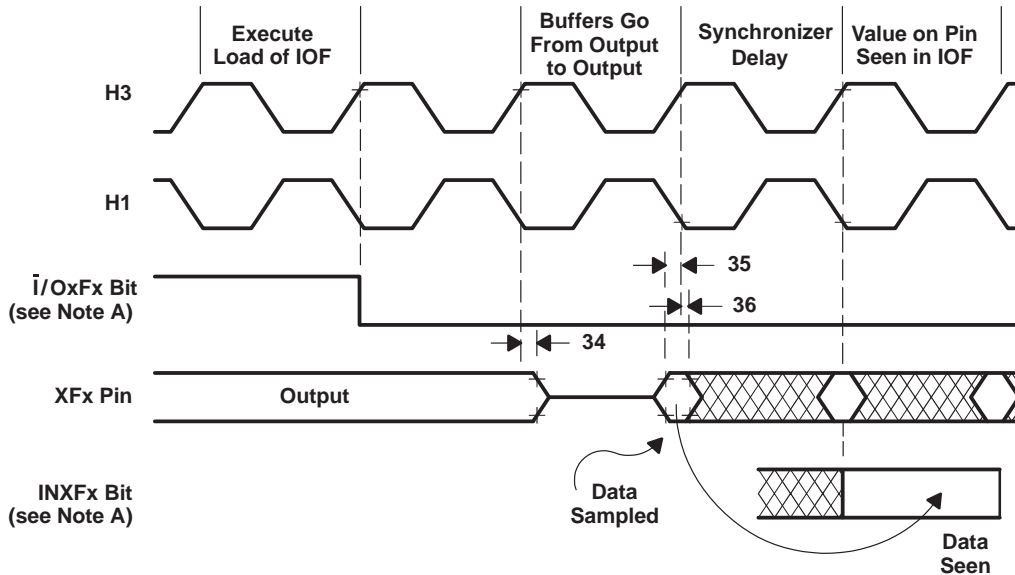 Execute
Load of IOF
Buffers Go
From Output
to Output
Synchronizer
Delay
Value on Pin
Seen in IOF
H3
H1
Ī/OxFx Bit
(see Note A)
35
36
34
XFx Pin
Output
INXFx Bit
(see Note A)
Data
Sampled
Data
Seen